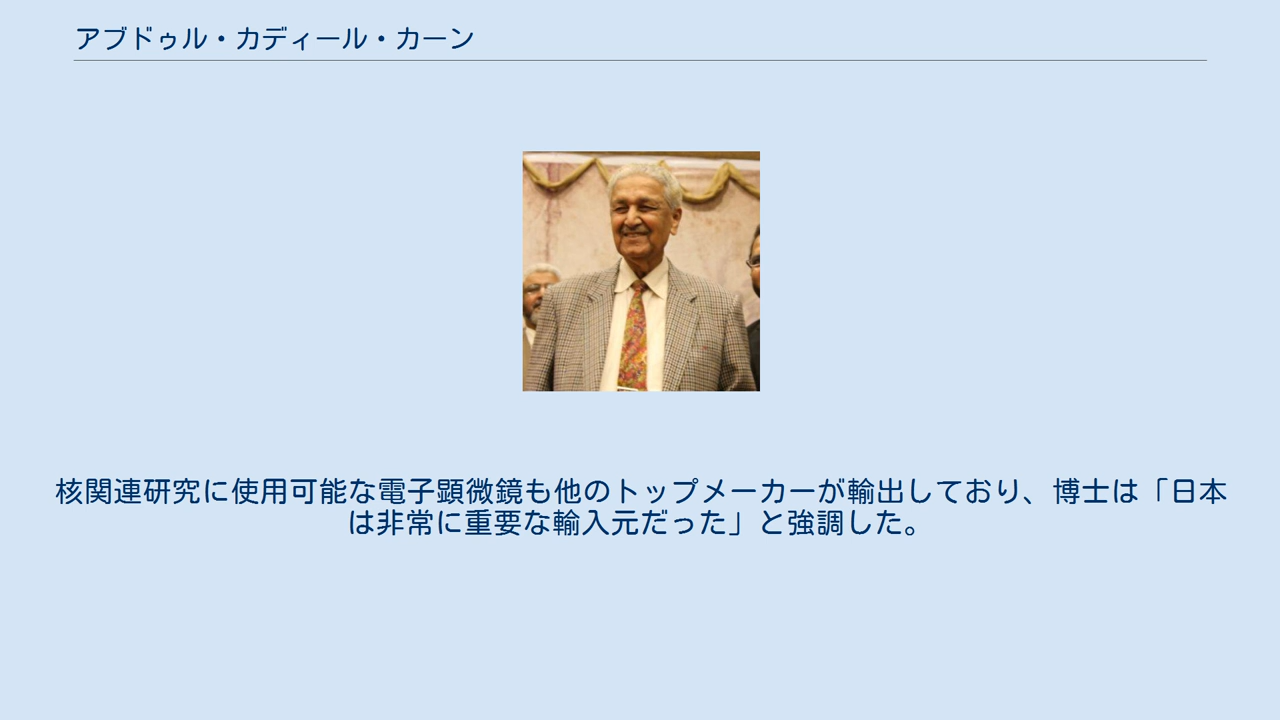 アブドゥル・カディール・カーン
核関連研究に使用可能な電子顕微鏡も他のトップメーカーが輸出しており、博士は「日本
は非常に重要な輸入元だった」と強調した。